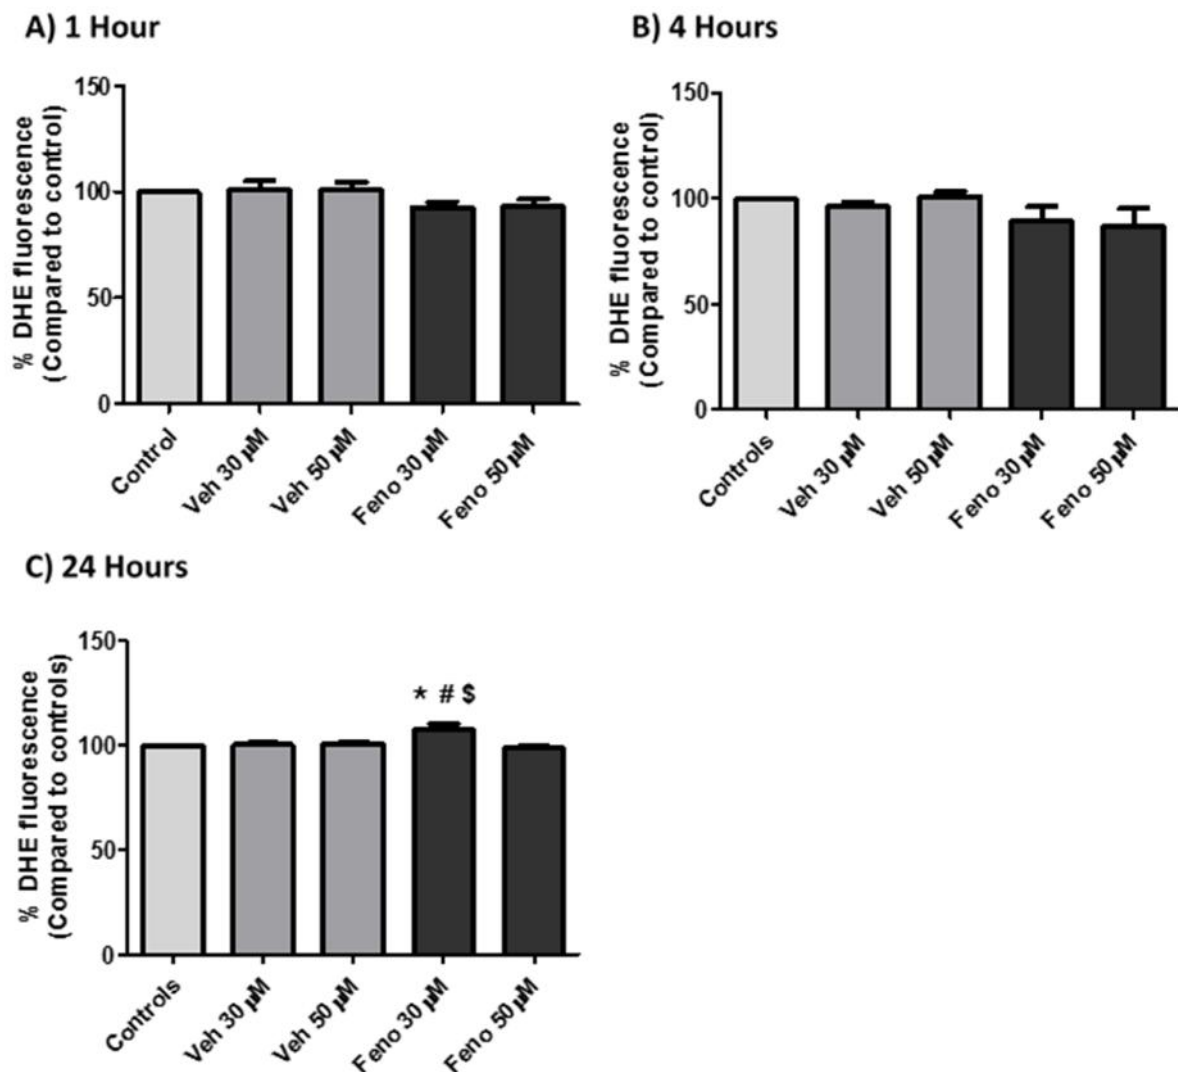 A) 1 Hour
% DHE fluorescence
(Compared to control)
150
100
50
0
Control
Veh 30 µM
Veh 50 µM
Feno 30 µM
Feno 50 µM
B) 4 Hours
% DHE fluorescence
(Compared to control)
150
100
50
0
Controls
Veh 30 µM
Veh 50 µM
Feno 30 µM
Feno 50 µM
C) 24 Hours
% DHE fluorescence
(Compared to controls)
150
100
50
0
* # $
Controls
Veh 30 µM
Veh 50 µM
Feno 30 µM
Feno 50 µM